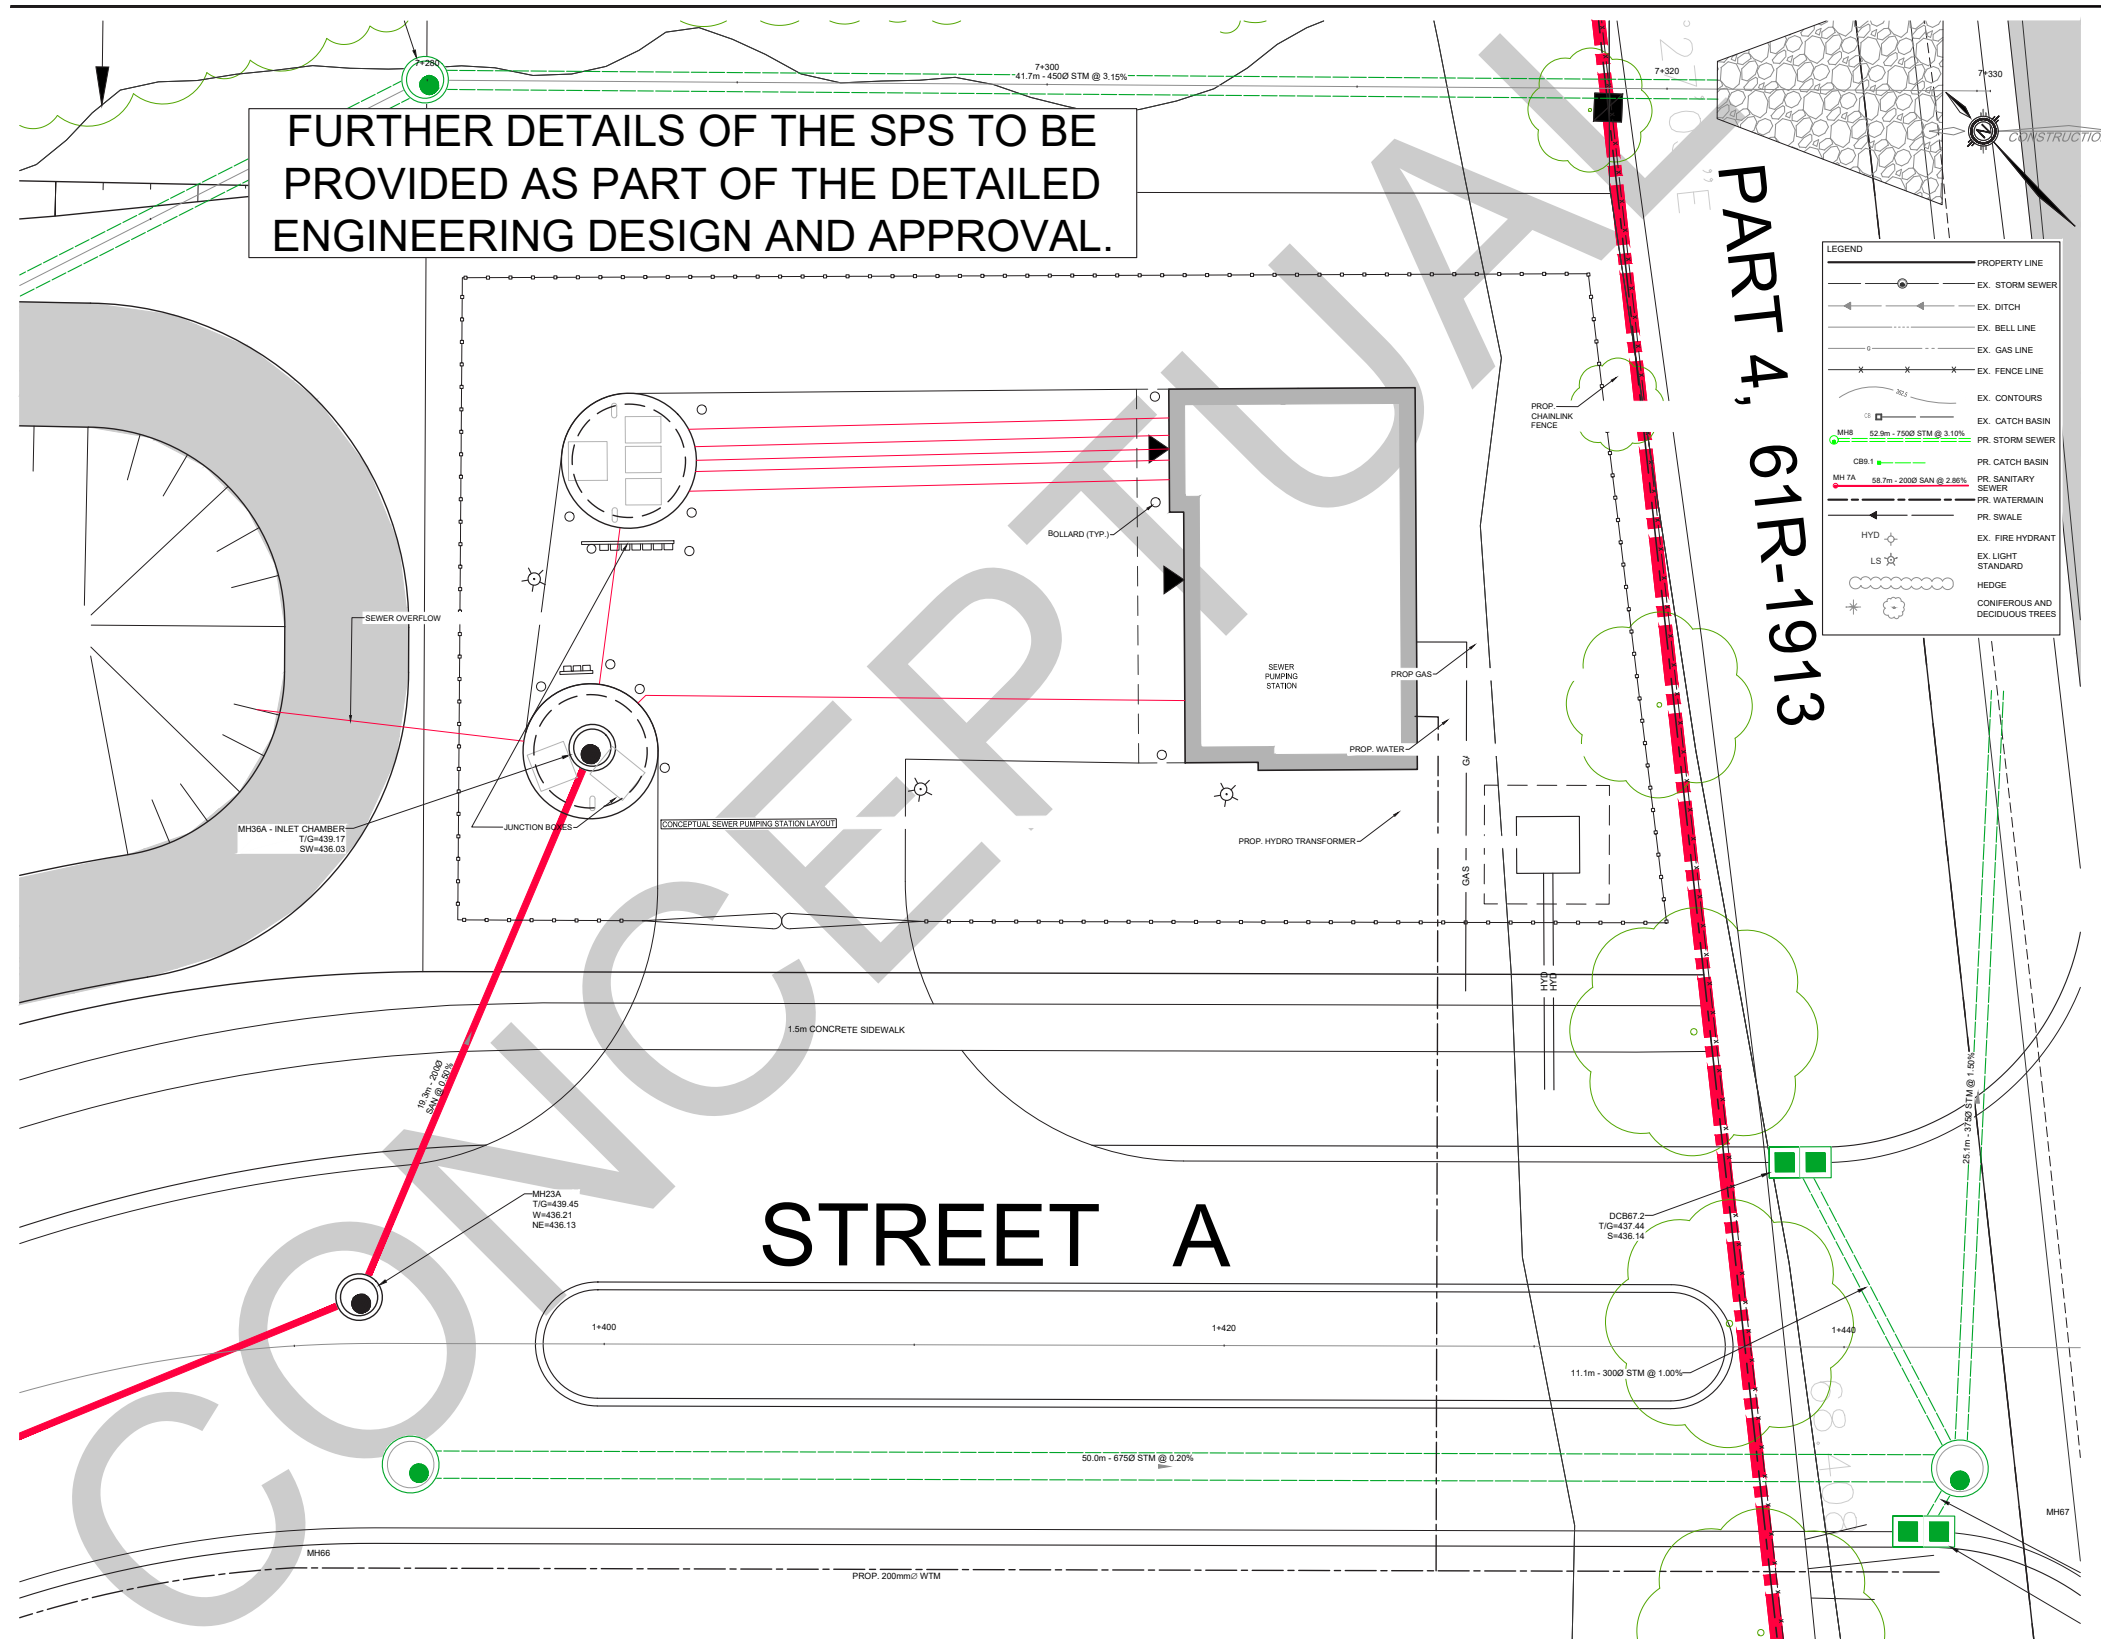 7+280
7+300
41.7m - 450Ø STM @ 3.15%
7+320
7+330
N
CONSTRUCTIO
FURTHER DETAILS OF THE SPS TO BE
PROVIDED AS PART OF THE DETAILED
ENGINEERING DESIGN AND APPROVAL.
CONCEPTUAL
PART 4, 61R-1913
LEGEND
PROPERTY LINE
EX. STORM SEWER
EX. DITCH
EX. BELL LINE
G
EX. GAS LINE
X X X
EX. FENCE LINE
EX. CONTOURS
CB
EX. CATCH BASIN
MH8
52.9m - 750Ø STM @ 3.10%
PR. STORM SEWER
CB9.1
PR. CATCH BASIN
MH 7A
58.7m - 200Ø SAN @ 2.86%
PR. SANITARY
SEWER
PR. WATERMAIN
PR. SWALE
HYD
EX. FIRE HYDRANT
LS
EX. LIGHT
STANDARD
HEDGE
CONIFEROUS AND
DECIDUOUS TREES
PROP.
CHAINLINK
FENCE
BOLLARD (TYP.)
SEWER OVERFLOW
SEWER
PUMPING
STATION
PROP GAS
PROP. WATER
GAS
PROP. HYDRO TRANSFORMER
HYD
HYD
MH36A - INLET CHAMBER
T/G=439.17
SW=436.03
JUNCTION BOXES
CONCEPTUAL SEWER PUMPING STATION LAYOUT
1.5m CONCRETE SIDEWALK
19.3m - 200Ø
SAN @ 0.50%
MH23A
T/G=439.45
W=436.21
NE=436.13
STREET A
DCB67.2
T/G=437.44
S=436.14
25.1m - 375Ø STM @ 1.50%
1+400
1+420
1+440
11.1m - 300Ø STM @ 1.00%
50.0m - 675Ø STM @ 0.20%
MH67
MH66
PROP. 200mmØ WTM